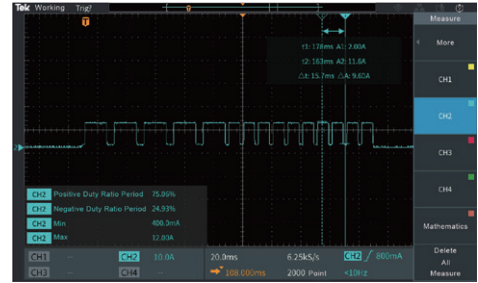 Tek Working Trig?
Measure
T
t1: 178ms A1: 2.00A
t2: 163ms A2: 11.6A
△t: 15.7ms △A: 9.60A
More
CH1
CH2
CH3
CH4
Mathematics
Delete
All
Measure
2
CH2 Positive Duty Ratio Period 75.06%
CH2 Negative Duty Ratio Period 24.93%
CH2 Min 400.0mA
CH2 Max 12.00A
CH1 -- CH2 10.0A 20.0ms 6.25kS/s CH2 / 800mA
CH3 -- CH4 -- 108.000ms 2000 Point <10Hz